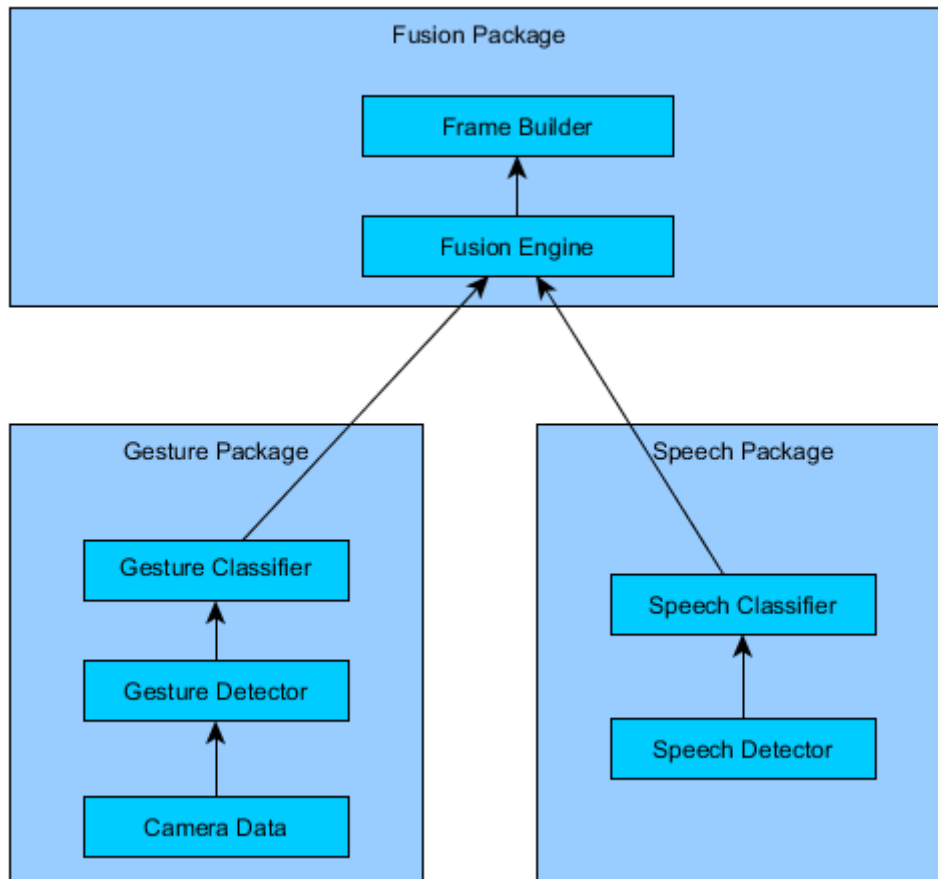 Fusion Package
Frame Builder
Fusion Engine
Gesture Package
Gesture Classifier
Gesture Detector
Camera Data
Speech Package
Speech Classifier
Speech Detector